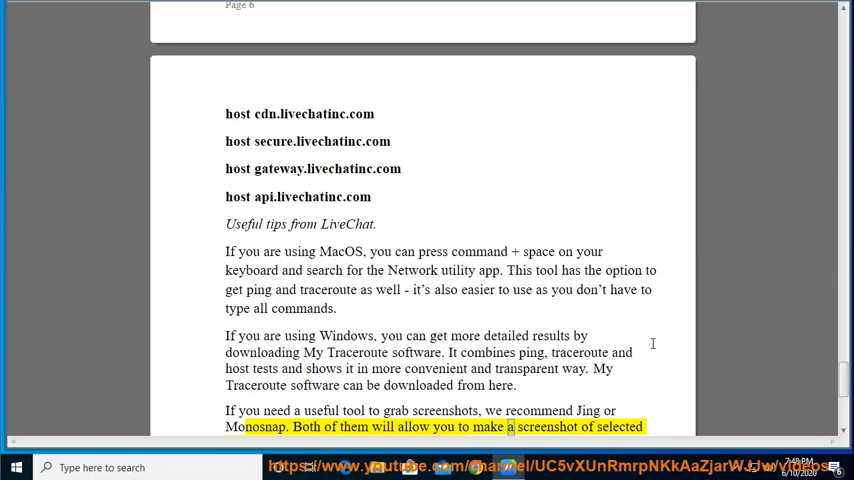 Page 6
host cdn.livechatinc.com
host secure.livechatinc.com
host gateway.livechatinc.com
host api.livechatinc.com
Useful tips from LiveChat.
If you are using MacOS, you can press command + space on your
keyboard and search for the Network utility app. This tool has the option to
get ping and traceroute as well - it’s also easier to use as you don’t have to
type all commands.
If you are using Windows, you can get more detailed results by
downloading My Traceroute software. It combines ping, traceroute and
host tests and shows it in more convenient and transparent way. My
Traceroute software can be downloaded from here.
If you need a useful tool to grab screenshots, we recommend Jing or
Monosnap. Both of them will allow you to make a screenshot of selected
Type here to search
7:48 PM
6/10/2020
6